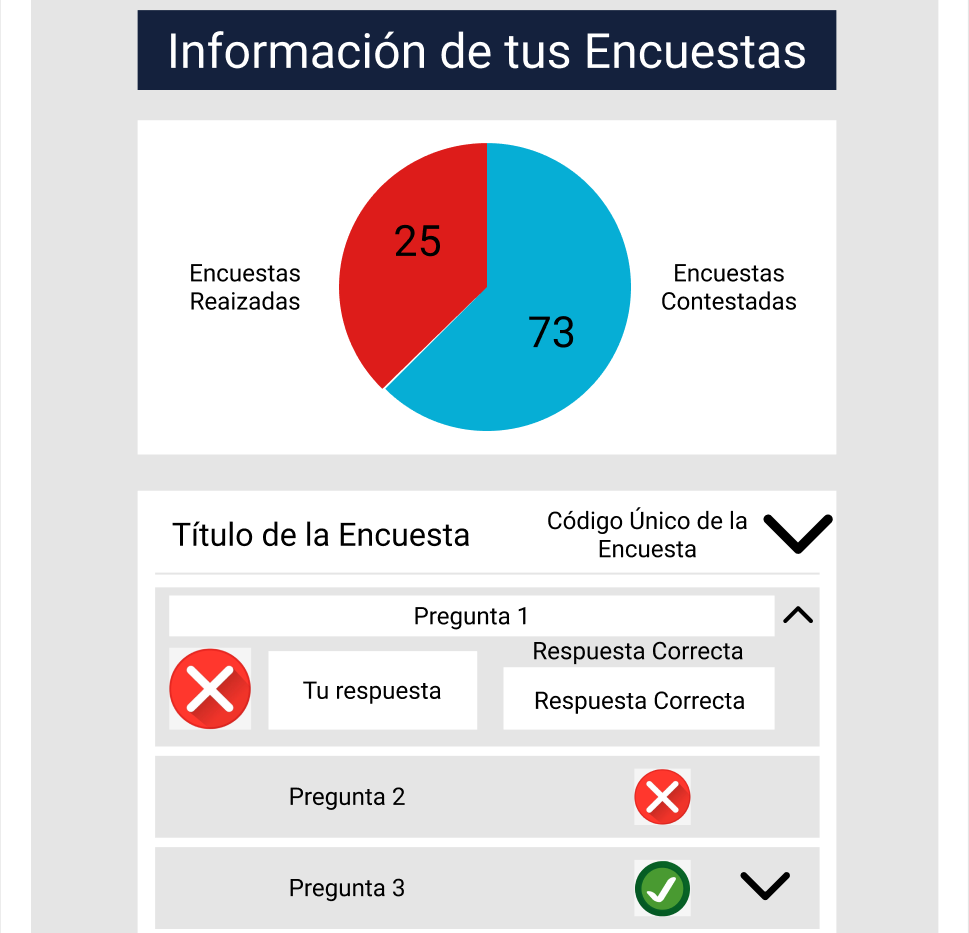 Información de tus Encuestas
25
Encuestas
Reaizadas
Encuestas
Contestadas
73
Título de la Encuesta
Código Único de la
Encuesta
Pregunta 1
Respuesta Correcta
Tu respuesta
Respuesta Correcta
Pregunta 2
Pregunta 3